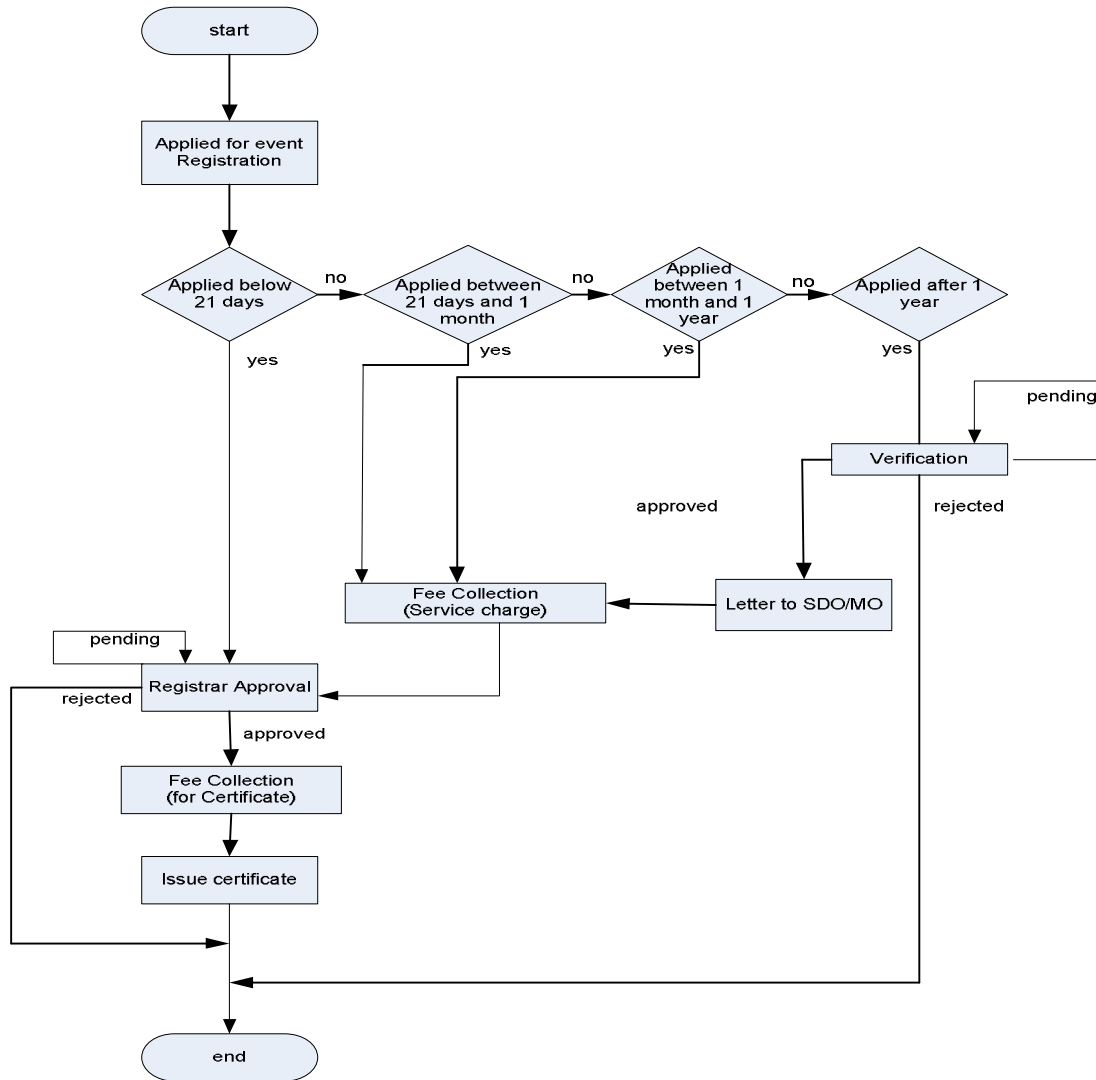 start
Applied for event
Registration
Applied below
21 days
no
Applied between
21 days and 1
month
no
Applied
between 1
month and 1
year
no
Applied after 1
year
yes
yes
yes
yes
pending
Verification
approved
rejected
Fee Collection
(Service charge)
Letter to SDO/MO
pending
Registrar Approval
rejected
approved
Fee Collection
(for Certificate)
Issue certificate
end